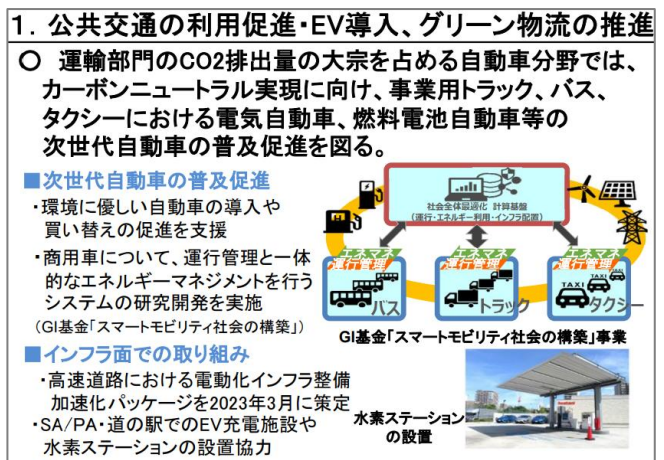 1．公共交通の利用促進・EV導入、グリーン物流の推進
○ 運輸部門のCO2排出量の大宗を占める自動車分野では、
カーボンニュートラル実現に向け、事業用トラック、バス、
タクシーにおける電気自動車、燃料電池自動車等の
次世代自動車の普及促進を図る。
■次世代自動車の普及促進
・環境に優しい自動車の導入や
買い替えの促進を支援
・商用車について、運行管理と一体
的なエネルギーマネジメントを行う
システムの研究開発を実施
（GI基金「スマートモビリティ社会の構築」）
社会全体最適化 計算基盤
（運行・エネルギー利用・インフラ配置）
エネマネ
運行管理
バス
エネマネ
運行管理
トラック
エネマネ
運行管理
TAXI
TAXI
タクシー
GI基金「スマートモビリティ社会の構築」事業
■インフラ面での取り組み
・高速道路における電動化インフラ整備
加速化パッケージを2023年3月に策定
・SA/PA・道の駅でのEV充電施設や
水素ステーションの設置協力
水素ステーション
の設置